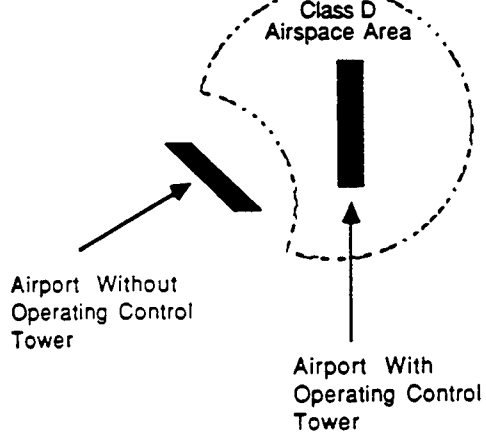 Class D
Airspace Area
Airport Without
Operating Control
Tower
Airport With
Operating Control
Tower